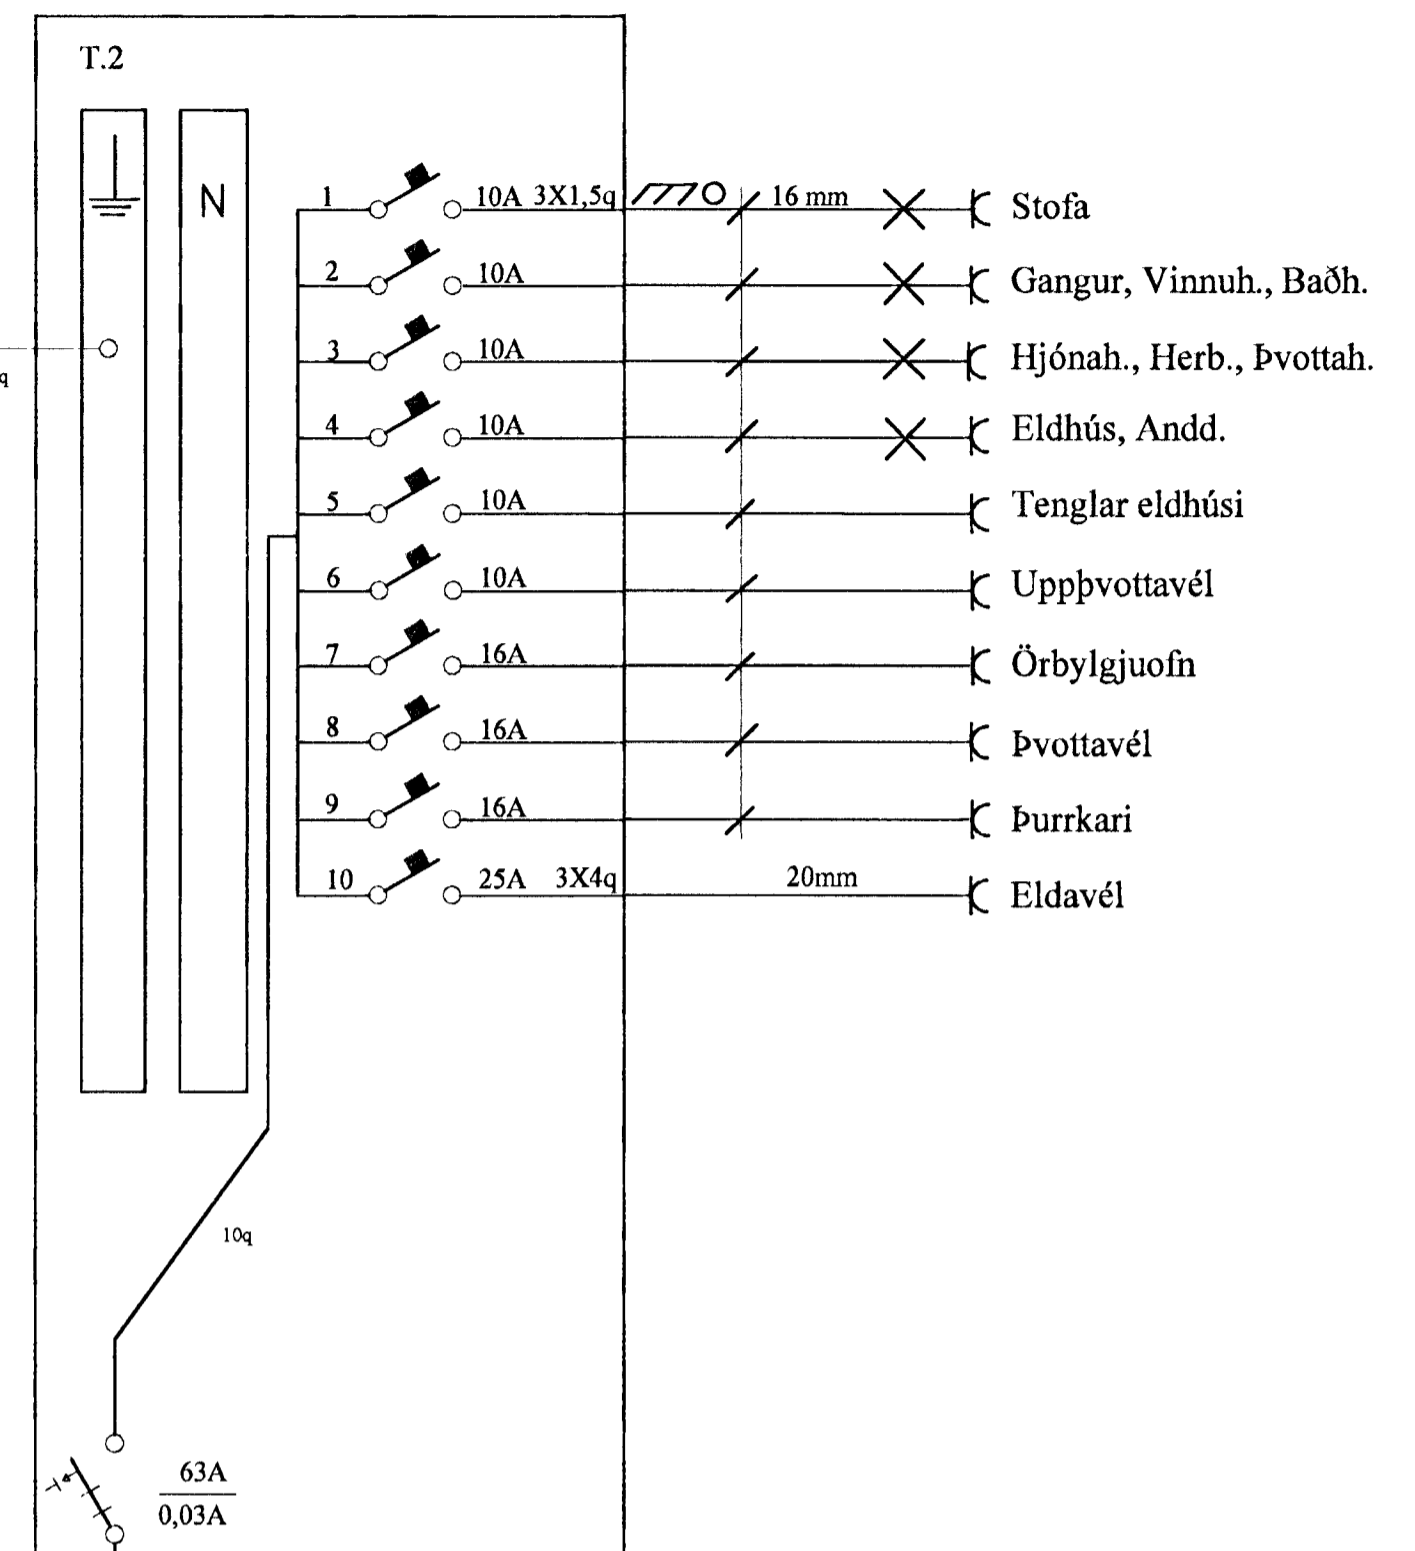 T.2
N
1 10A 3X1,5q 16 mm Stofa
2 10A Gangur, Vinnuh., Baðh.
3 10A Hjónah., Herb., Þvottah.
q
4 10A Eldhús, Andd.
5 10A Tenglar eldhúsi
6 10A Uppþvottavél
7 16A Örbylgjuofn
8 16A Þvottavél
9 16A Þurrkari
10 25A 3X4q 20mm Eldavél
10q
63A
0,03A